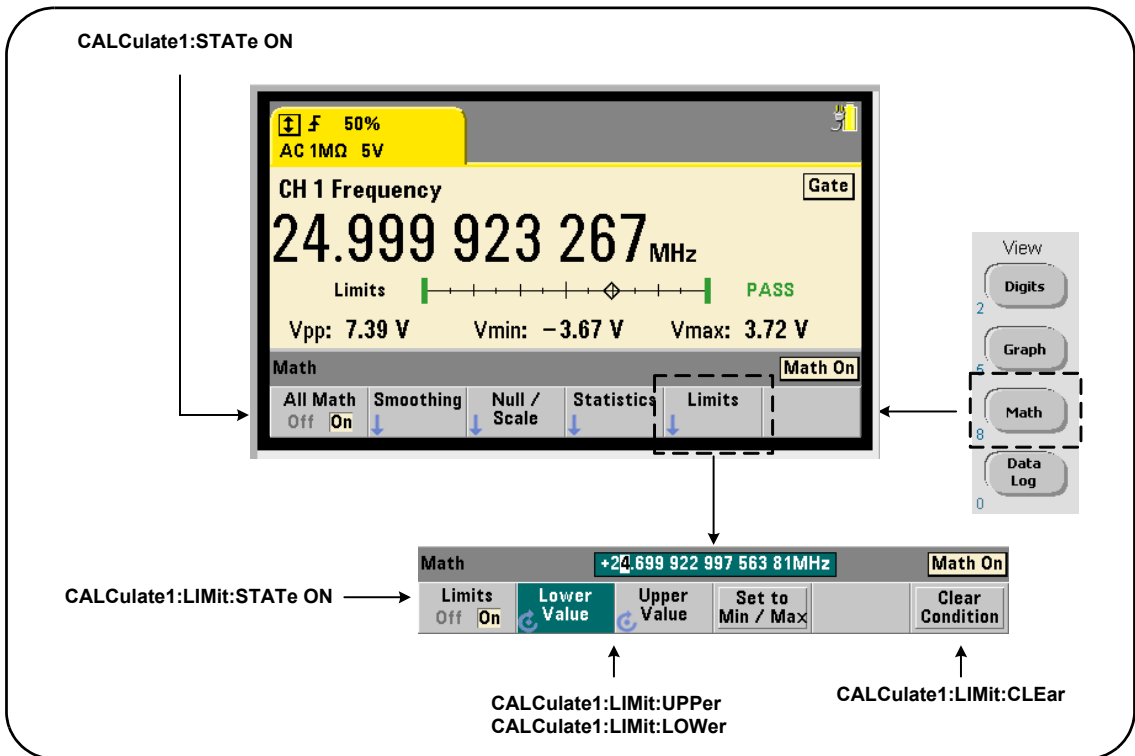 CALCulate1:STATe ON
50%
AC 1MΩ 5V
CH 1 Frequency
Gate
24.999 923 267 MHz
Limits
PASS
Vpp: 7.39 V Vmin: -3.67 V Vmax: 3.72 V
Math
Math On
All Math
Off On
Smoothing
Null /
Scale
Statistics
Limits
View
Digits
2
Graph
5
Math
8
Data
Log
0
Math
+24.699 922 997 563 81MHz
Math On
CALCulate1:LIMit:STATe ON
Limits
Off On
Lower
Value
Upper
Value
Set to
Min / Max
Clear
Condition
CALCulate1:LIMit:UPPer
CALCulate1:LIMit:LOWer
CALCulate1:LIMit:CLEar